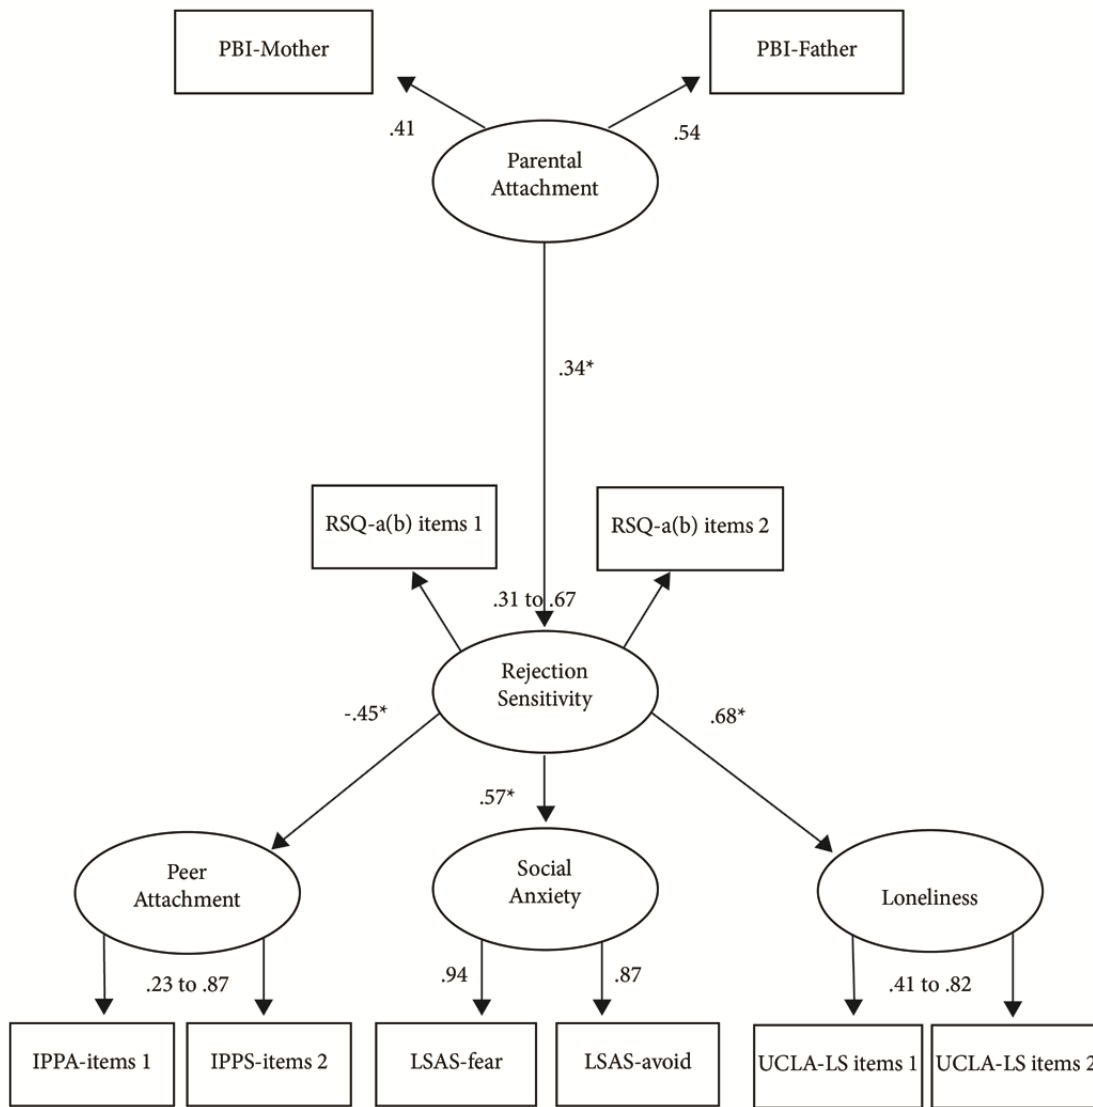 PBI-Mother
PBI-Father
.41
.54
Parental
Attachment
.34*
RSQ-a(b) items 1
RSQ-a(b) items 2
.31 to .67
Rejection
Sensitivity
-.45*
.68*
.57*
Peer
Attachment
Social
Anxiety
Loneliness
.23 to .87
.94
.87
.41 to .82
IPPA-items 1
IPPS-items 2
LSAS-fear
LSAS-avoid
UCLA-LS items 1
UCLA-LS items 2